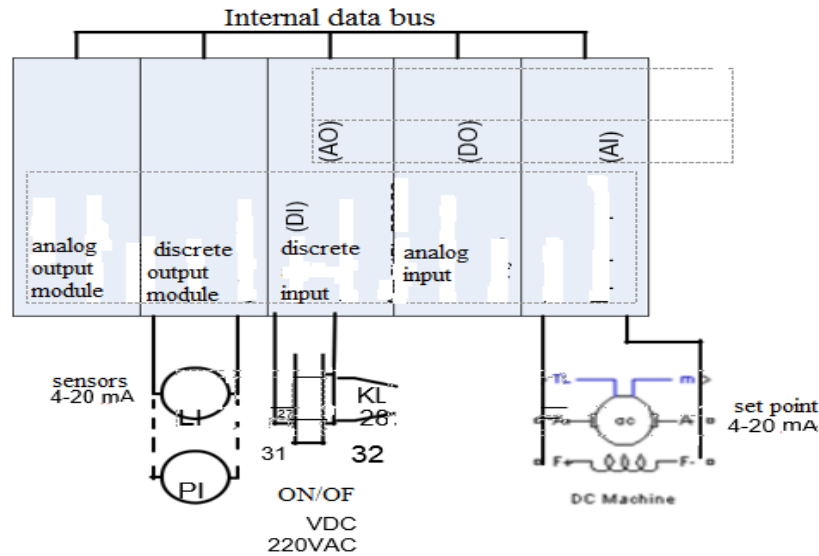 Internal data bus
(AO)
(DO)
(AI)
(DI)
analog
output
module
discrete
output
module
discrete
input
analog
input
sensors
4-20 mA
LI
PI
KL
31
32
ON/OF
VDC
220VAC
m
dc
A-
F+
F-
DC Machine
set point
4-20 mA